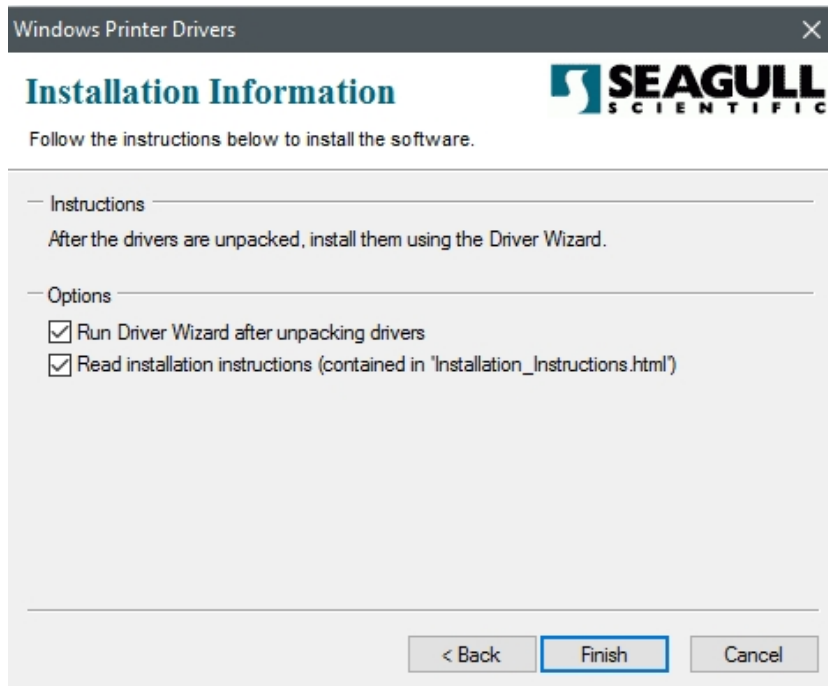 Windows Printer Drivers
Installation Information
SEAGULL
SCIENTIFIC
Follow the instructions below to install the software.
Instructions
After the drivers are unpacked, install them using the Driver Wizard.
Options
Run Driver Wizard after unpacking drivers
Read installation instructions (contained in 'Installation_Instructions.html')
< Back
Finish
Cancel